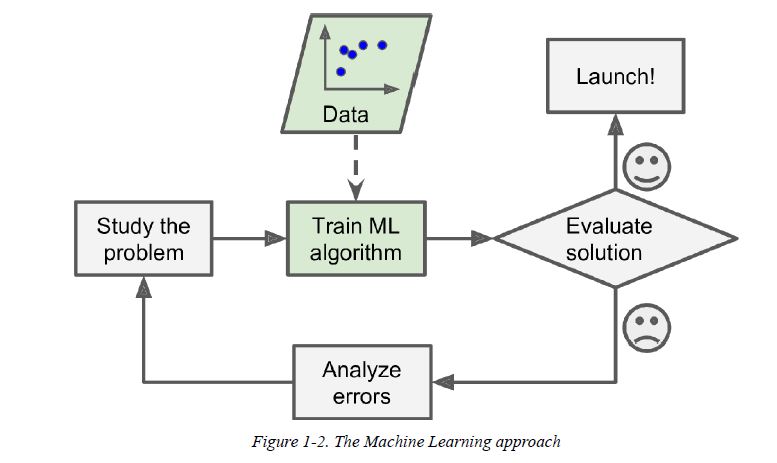 Data
Launch!
Study the
problem
Train ML
algorithm
Evaluate
solution
Analyze
errors
Figure 1-2. The Machine Learning approach